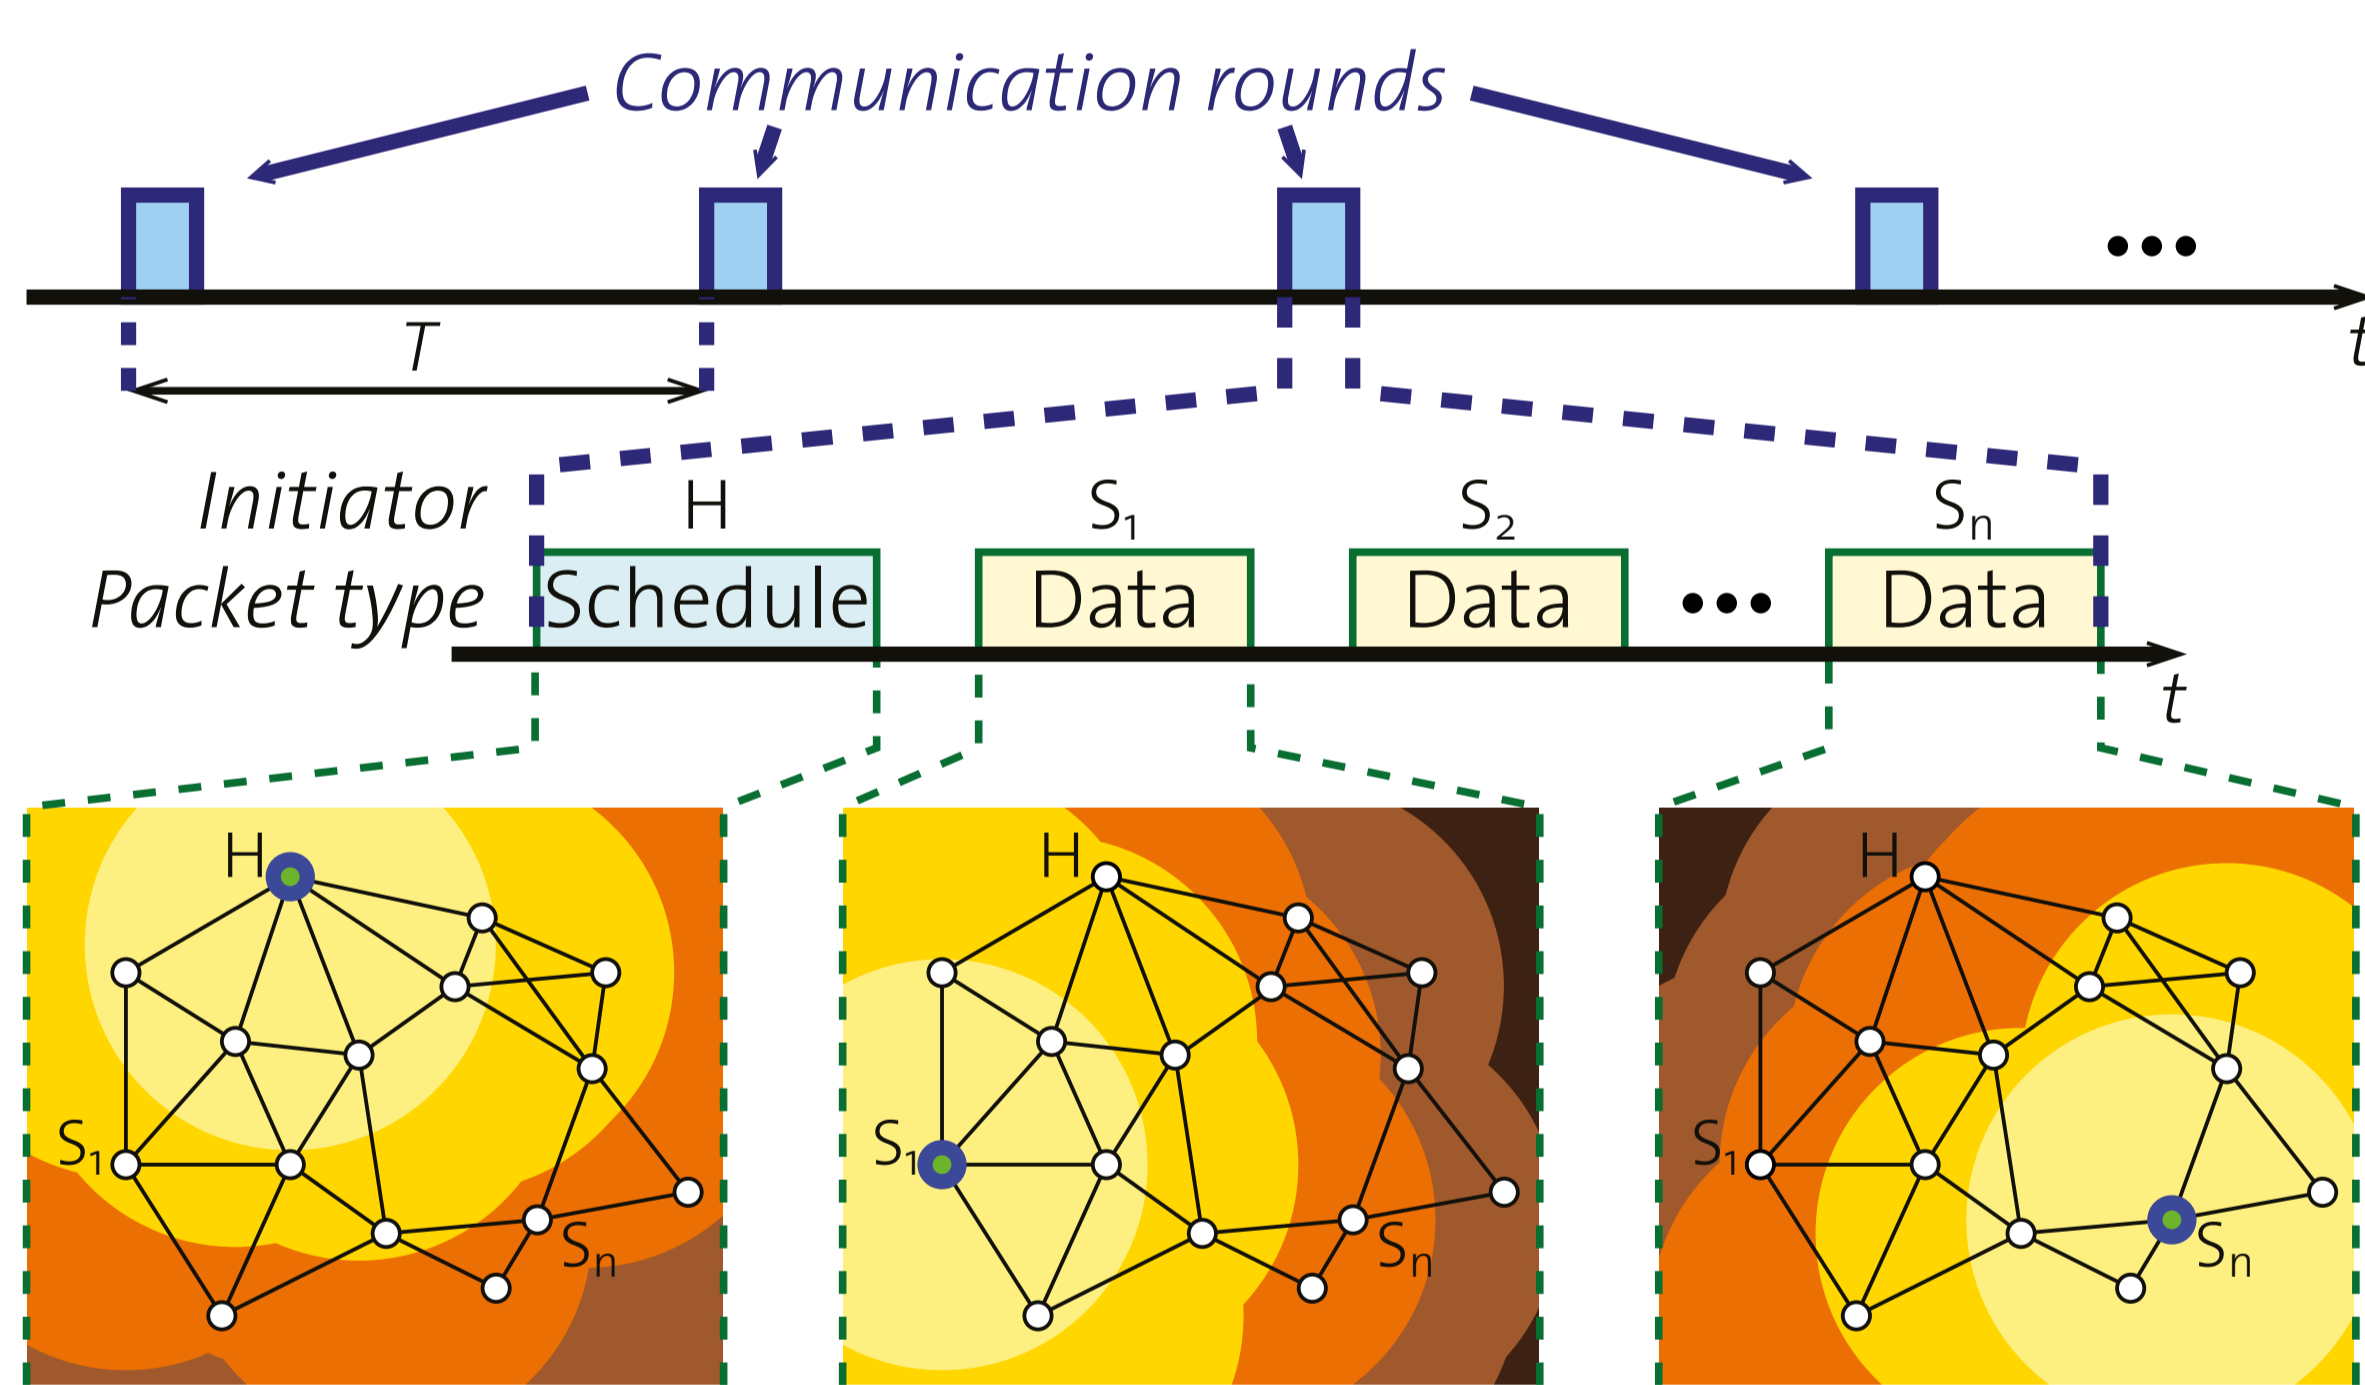 Communication rounds
T
t
Initiator H S₁ S₂ Sₙ
Packet type Schedule Data Data ••• Data
t
H H H
S₁ S₁ S₁
Sₙ Sₙ Sₙ